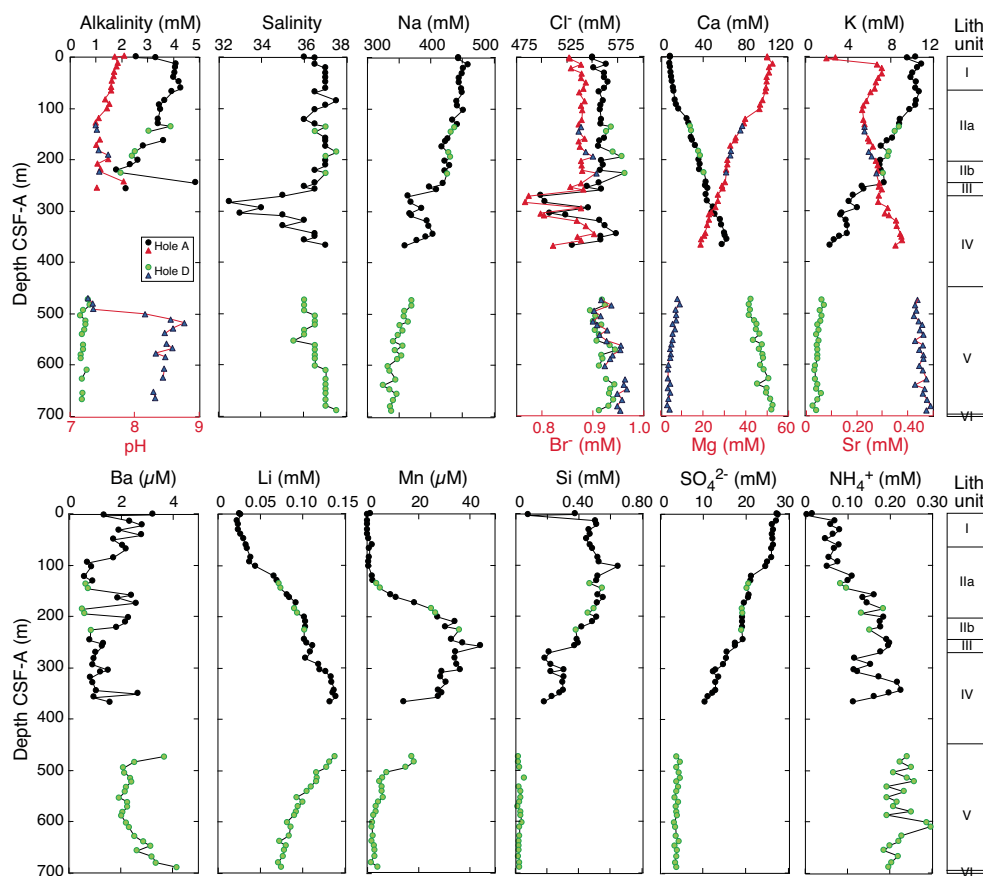 Alkalinity (mM) Salinity Na (mM) Cl⁻ (mM) Ca (mM) K (mM) Lith unit
0 1 2 3 4 5 32 34 36 38 300 400 500 475 525 575 0 40 80 120 0 4 8 12
Depth CSF-A (m)
0
100
200
300
400
500
600
700
Hole A
Hole D
I
IIa
IIb
III
IV
V
VI
7 8 9 0.8 0.9 1.0 0 20 40 60 0 0.20 0.40
pH Br⁻ (mM) Mg (mM) Sr (mM)
Ba (µM) Li (mM) Mn (µM) Si (mM) SO₄²⁻ (mM) NH₄⁺ (mM) Lith unit
0 2 4 0 0.05 0.10 0.15 0 10 20 30 40 50 0 0.40 0.80 0 10 20 30 0 0.10 0.20 0.30
Depth CSF-A (m)
0
100
200
300
400
500
600
700
I
IIa
IIb
III
IV
V
VI